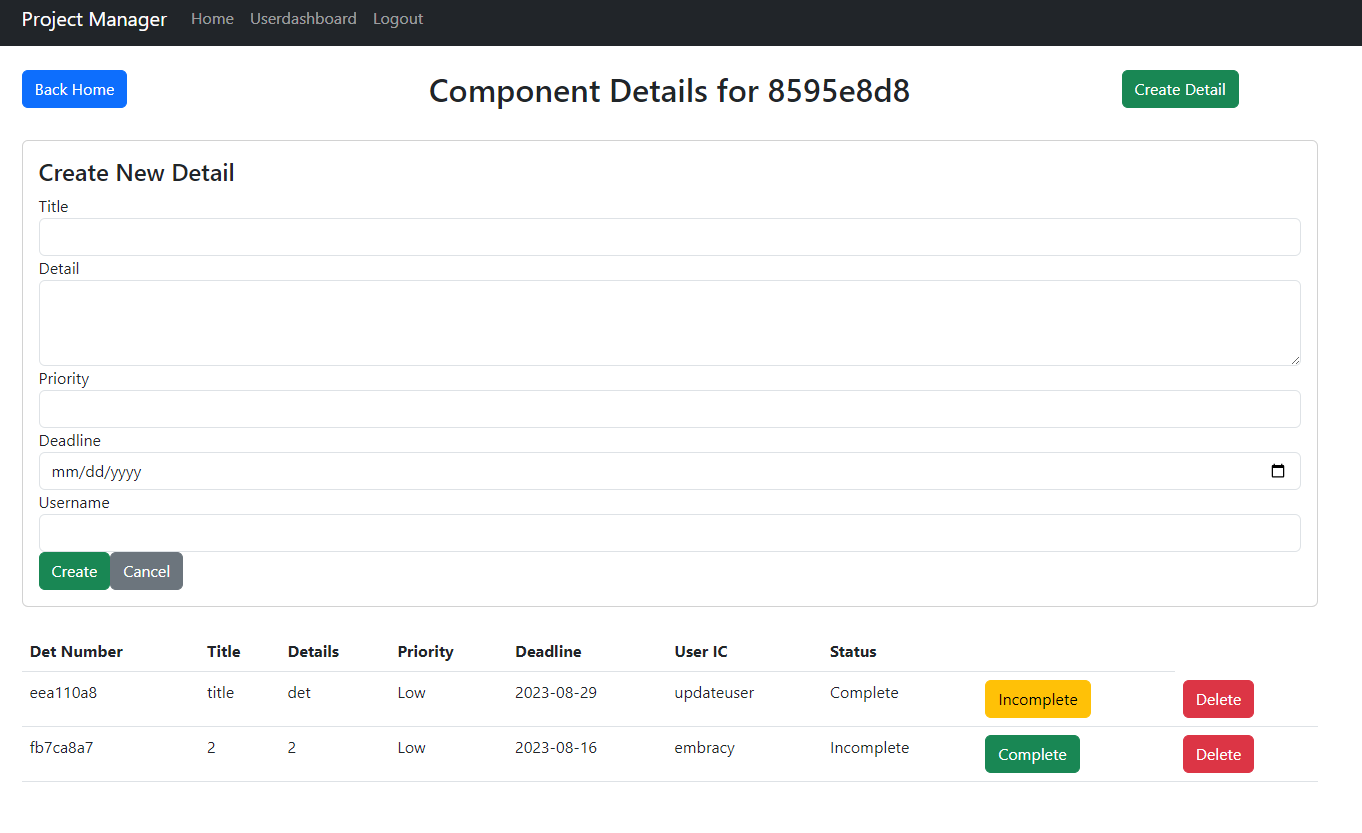 Project Manager Home Userdashboard Logout
Back Home Component Details for 8595e8d8 Create Detail
Create New Detail
Title
Detail
Priority
Deadline
mm/dd/yyyy
Username
Create Cancel
Det Number Title Details Priority Deadline User IC Status
eea110a8 title det Low 2023-08-29 updateuser Complete Incomplete Delete
fb7ca8a7 2 2 Low 2023-08-16 embracy Incomplete Complete Delete